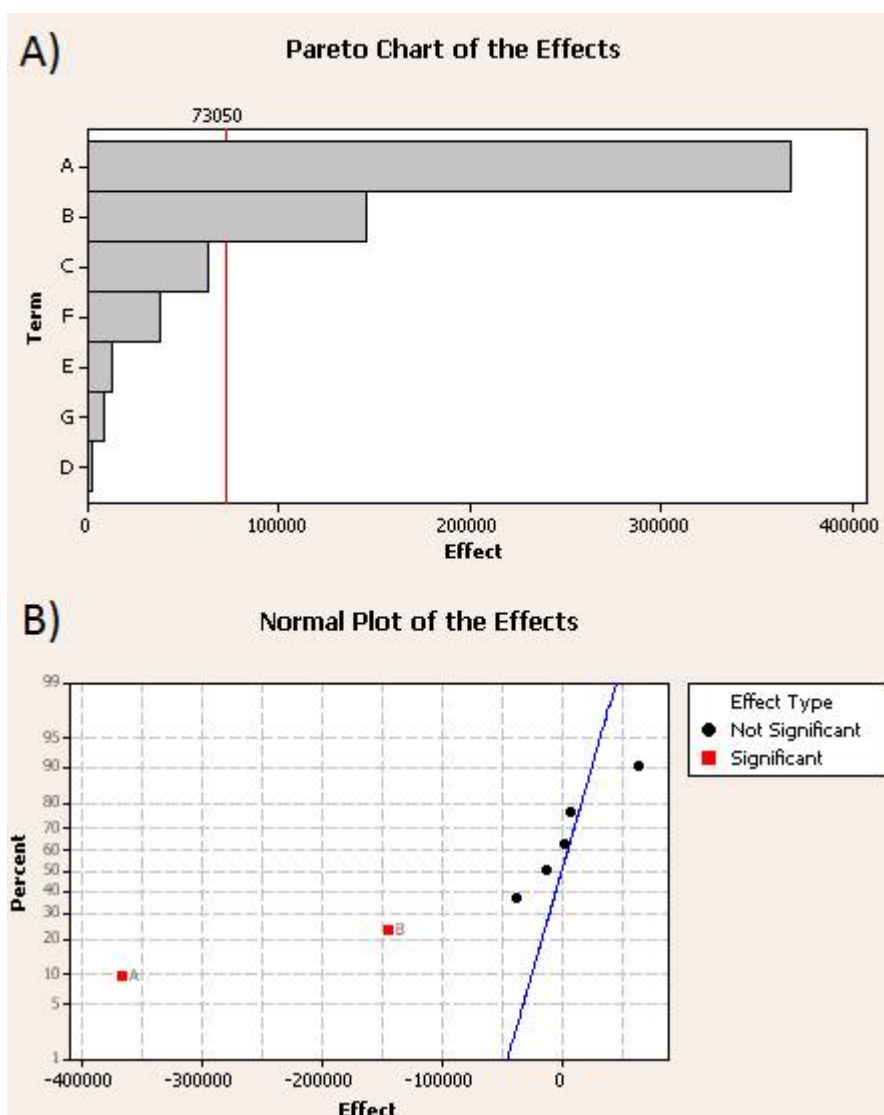 A)
Pareto Chart of the Effects
73050
A
B
C
F
E
G
D
Term
0 100000 200000 300000 400000
Effect
B)
Normal Plot of the Effects
99
95
90
80
70
60
50
40
30
20
10
5
1
Percent
A
B
-400000 -300000 -200000 -100000 0
Effect
Effect Type
Not Significant
Significant